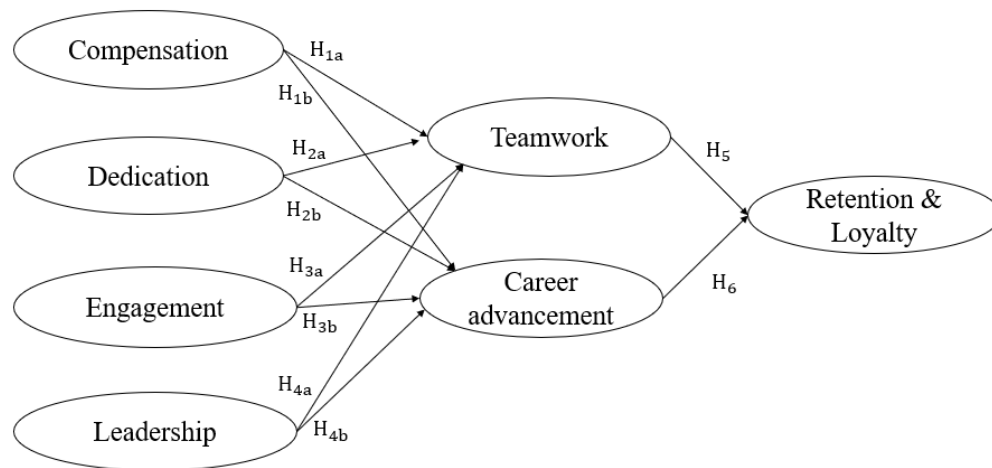 Compensation
H1a
H1b
Teamwork
H2a
Dedication
H5
H2b
Retention &
Loyalty
H3a
Career
advancement
H6
Engagement
H3b
H4a
Leadership
H4b